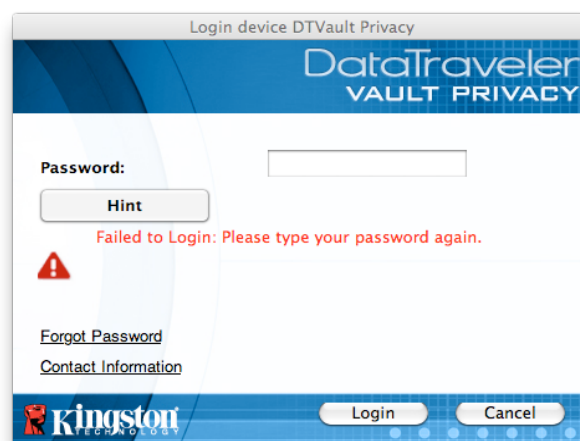 Login device DTVault Privacy
DataTraveler
VAULT PRIVACY
Password:
Hint
Failed to Login: Please type your password again.
Forgot Password
Contact Information
Kingston
TECHNOLOGY
Login
Cancel